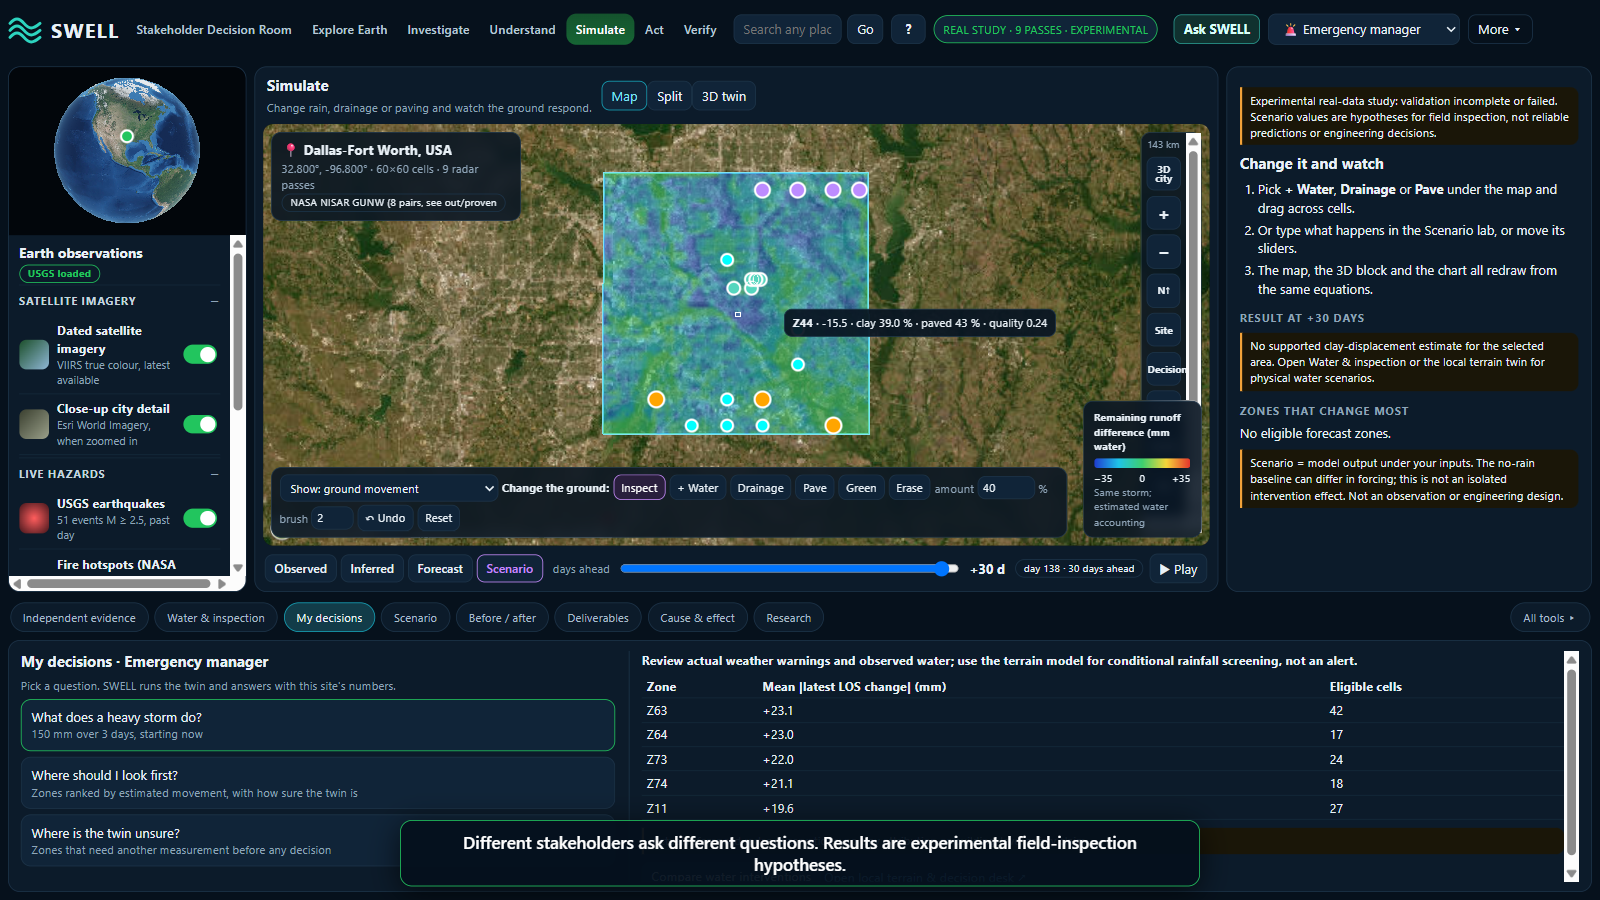 SWELL
Stakeholder Decision Room
Explore Earth
Investigate
Understand
Simulate
Act
Verify
Search any plac
Go
?
REAL STUDY · 9 PASSES · EXPERIMENTAL
Ask SWELL
Emergency manager
More
Earth observations
USGS loaded
SATELLITE IMAGERY
Dated satellite
imagery
VIIRS true colour, latest
available
Close-up city detail
Esri World Imagery,
when zoomed in
LIVE HAZARDS
USGS earthquakes
51 events M ≥ 2.5, past
day
Fire hotspots (NASA
Simulate
Change rain, drainage or paving and watch the ground respond.
Map
Split
3D twin
Dallas-Fort Worth, USA
32.800°, -96.800° · 60×60 cells · 9 radar
passes
NASA NISAR GUNW (8 pairs, see out/proven
Z44 · -15.5 · clay 39.0 % · paved 43 % · quality 0.24
143 km
3D
city
+
−
N↑
Site
Decision
Remaining runoff
difference (mm
water)
−35 0 +35
Same storm;
estimated water
accounting
Show: ground movement
Change the ground:
Inspect
+ Water
Drainage
Pave
Green
Erase
amount 40 %
brush 2
↶ Undo
Reset
Observed
Inferred
Forecast
Scenario
days ahead
+30 d
day 138 · 30 days ahead
▶ Play
Experimental real-data study: validation incomplete or failed.
Scenario values are hypotheses for field inspection, not reliable
predictions or engineering decisions.
Change it and watch
1. Pick + Water, Drainage or Pave under the map and
drag across cells.
2. Or type what happens in the Scenario lab, or move its
sliders.
3. The map, the 3D block and the chart all redraw from
the same equations.
RESULT AT +30 DAYS
No supported clay-displacement estimate for the selected
area. Open Water & inspection or the local terrain twin for
physical water scenarios.
ZONES THAT CHANGE MOST
No eligible forecast zones.
Scenario = model output under your inputs. The no-rain
baseline can differ in forcing; this is not an isolated
intervention effect. Not an observation or engineering design.
Independent evidence
Water & inspection
My decisions
Scenario
Before / after
Deliverables
Cause & effect
Research
All tools
My decisions · Emergency manager
Pick a question. SWELL runs the twin and answers with this site's numbers.
What does a heavy storm do?
150 mm over 3 days, starting now
Where should I look first?
Zones ranked by estimated movement, with how sure the twin is
Where is the twin unsure?
Zones that need another measurement before any decision
Review actual weather warnings and observed water; use the terrain model for conditional rainfall screening, not an alert.
Zone Mean |latest LOS change| (mm) Eligible cells
Z63 +23.1 42
Z64 +23.0 17
Z73 +22.0 24
Z74 +21.1 18
Z11 +19.6 27
Different stakeholders ask different questions. Results are experimental field-inspection
hypotheses.